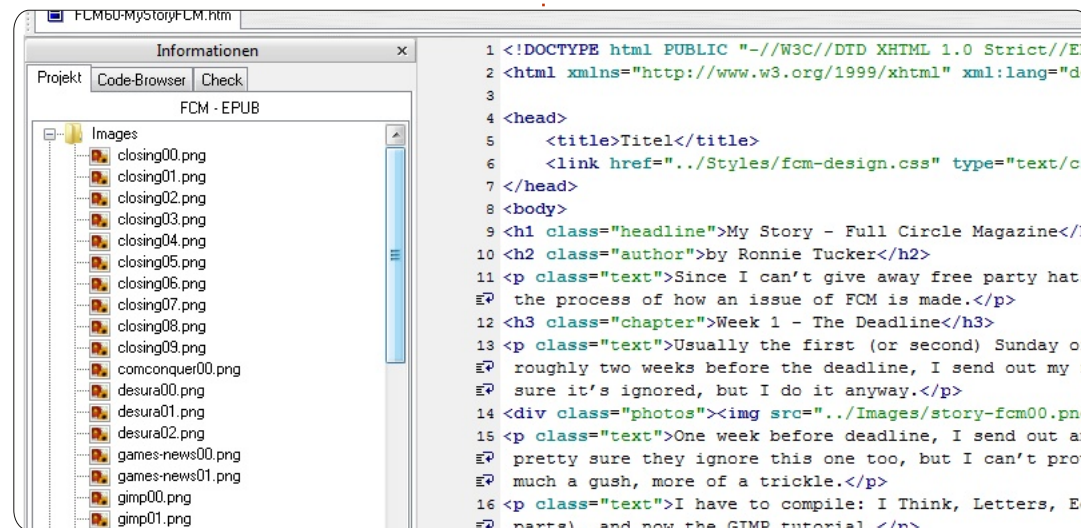 FCM60-MyStoryFCM.htm
Informationen
Projekt Code-Browser Check
FCM - EPUB
Images
closing00.png
closing01.png
closing02.png
closing03.png
closing04.png
closing05.png
closing06.png
closing07.png
closing08.png
closing09.png
comconquer00.png
desura00.png
desura01.png
desura02.png
games-news00.png
games-news01.png
gimp00.png
gimp01.png
1 <!DOCTYPE html PUBLIC "-//W3C//DTD XHTML 1.0 Strict//E
2 <html xmlns="http://www.w3.org/1999/xhtml" xml:lang="d
3
4 <head>
5 <title>Titel</title>
6 <link href="../Styles/fcm-design.css" type="text/c
7 </head>
8 <body>
9 <h1 class="headline">My Story - Full Circle Magazine</
10 <h2 class="author">by Ronnie Tucker</h2>
11 <p class="text">Since I can't give away free party hat
the process of how an issue of FCM is made.</p>
12 <h3 class="chapter">Week 1 - The Deadline</h3>
13 <p class="text">Usually the first (or second) Sunday o
roughly two weeks before the deadline, I send out my
sure it's ignored, but I do it anyway.</p>
14 <div class="photos"><img src="../Images/story-fcm00.pn
15 <p class="text">One week before deadline, I send out a
pretty sure they ignore this one too, but I can't pro
much a gush, more of a trickle.</p>
16 <p class="text">I have to compile: I Think, Letters, E
parts), and now the GIMP tutorial.</p>